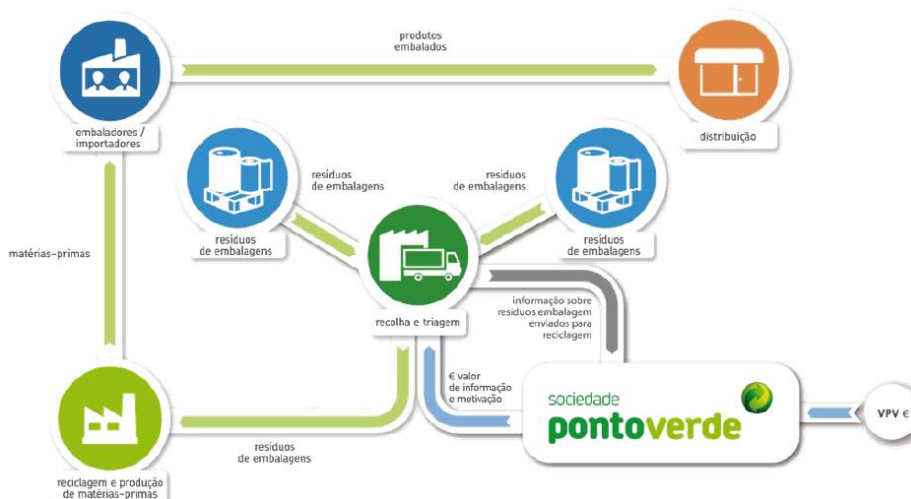 produtos
embalados
embaladores /
importadores
distribuição
resíduos
de embalagens
resíduos
de embalagens
resíduos
de embalagens
resíduos
de embalagens
matérias-primas
recolha e triagem
informação sobre
resíduos embalagem
enviados para
reciclagem
€ valor
de informação
e motivação
sociedade
pontoverde
VPV €
resíduos
de embalagens
reciclagem e produção
de matérias-primas